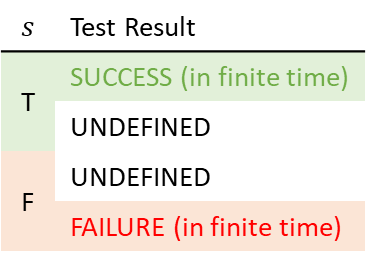 s Test Result
T
SUCCESS (in finite time)
UNDEFINED
F
UNDEFINED
FAILURE (in finite time)